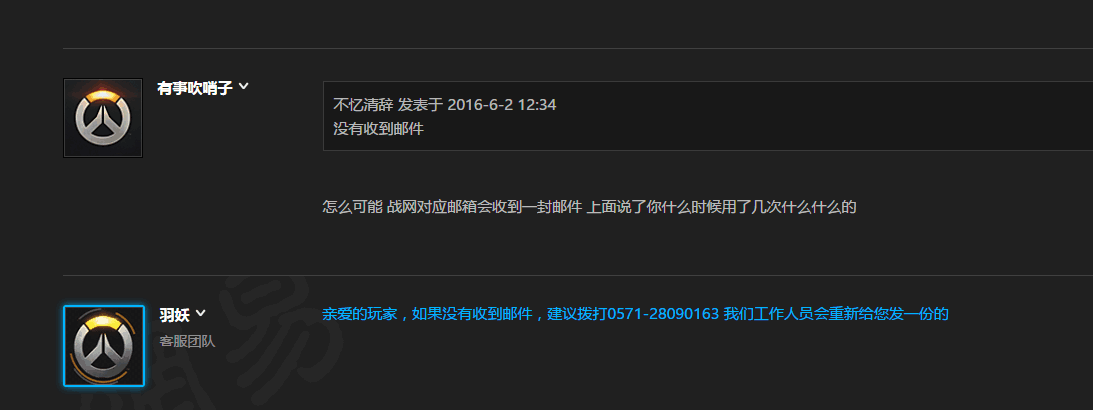 有事吹哨子
不忆清辞 发表于 2016-6-2 12:34
没有收到邮件
怎么可能 战网对应邮箱会收到一封邮件 上面说了你什么时候用了几次什么什么的
羽妖
客服团队
亲爱的玩家，如果没有收到邮件，建议拨打0571-28090163 我们工作人员会重新给您发一份的
网易